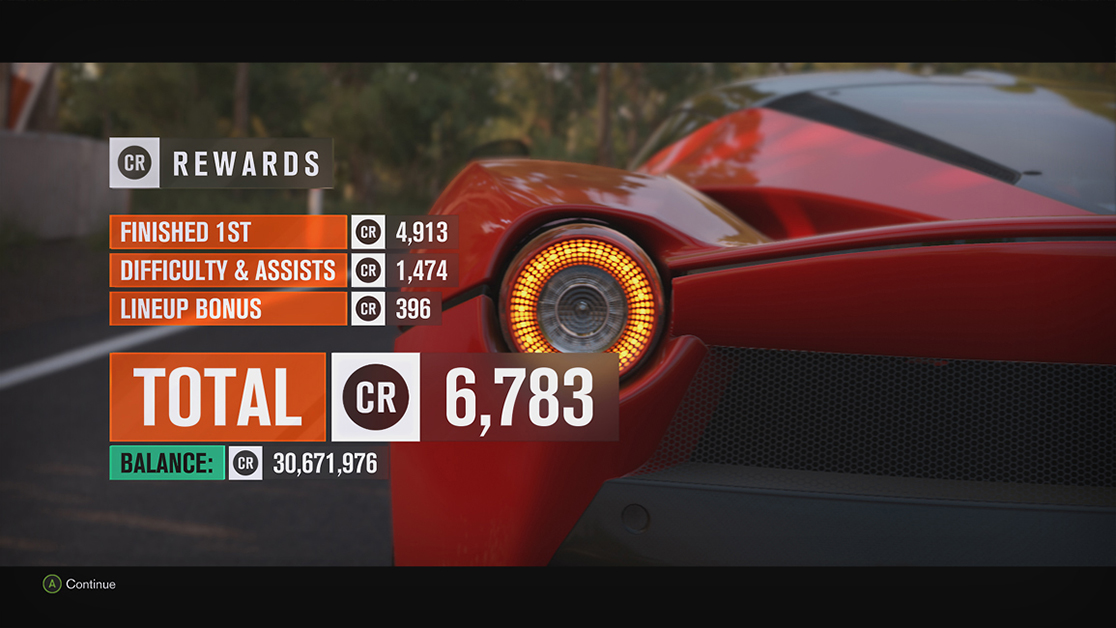 CR REWARDS
FINISHED 1ST CR 4,913
DIFFICULTY & ASSISTS CR 1,474
LINEUP BONUS CR 396
TOTAL CR 6,783
BALANCE: CR 30,671,976
A Continue